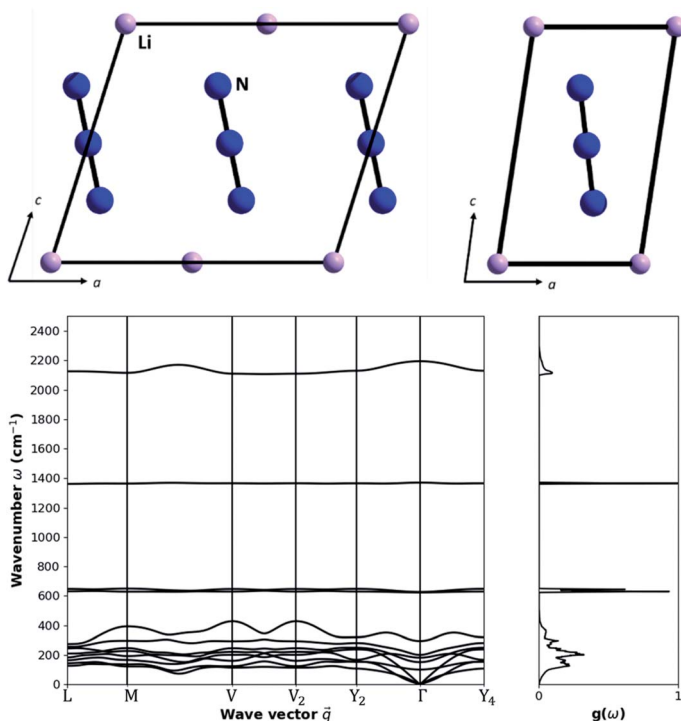 Li
N
c
a
c
a
2400
2200
2000
1800
1600
1400
1200
1000
800
600
400
200
0
Wavenumber ω (cm⁻¹)
L M V V₂ Y₂ Γ Y₄
Wave vector q⃗
0 1
g(ω)